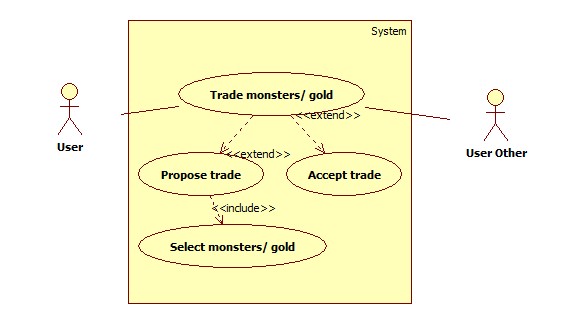 System
Trade monsters/ gold
<<extend>>
User
User Other
<<extend>>
Propose trade
Accept trade
<<include>>
Select monsters/ gold